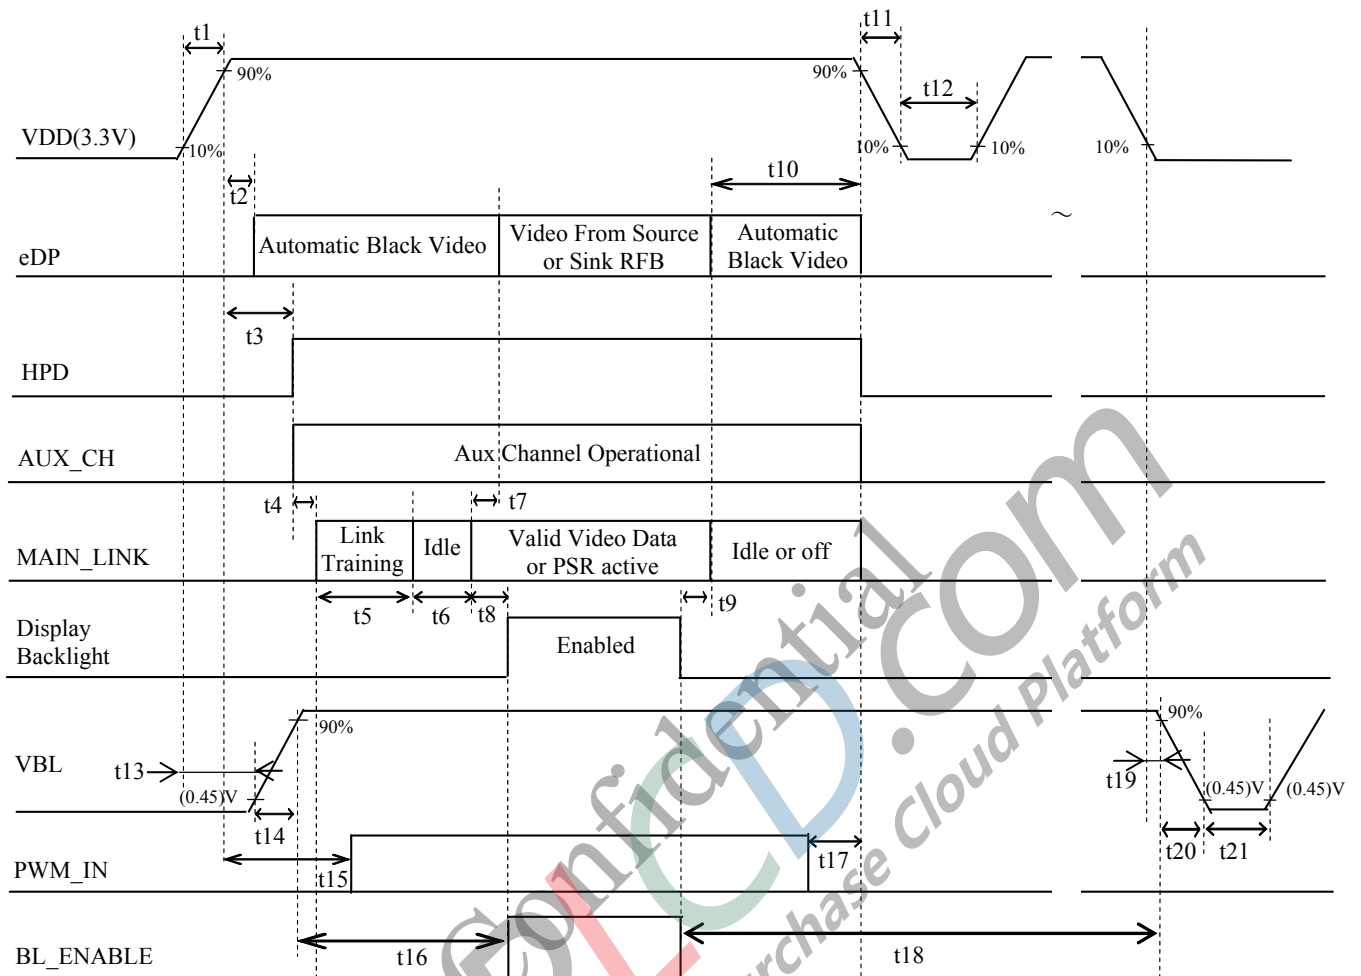 t1
t11
90%
90%
t12
VDD(3.3V)
10%
10%
10%
10%
t2
t10
~
eDP
Automatic Black Video
Video From Source
or Sink RFB
Automatic
Black Video
t3
HPD
AUX_CH
Aux Channel Operational
t4
t7
MAIN_LINK
Link
Training
Idle
Valid Video Data
or PSR active
Idle or off
t5
t6
t8
t9
Display
Backlight
Enabled
90%
90%
VBL
t13
t19
(0.45)V
(0.45)V
(0.45)V
t14
t20
t21
PWM_IN
t15
t17
BL_ENABLE
t16
t18
Confidential
LCD.com
Purchase Cloud Platform